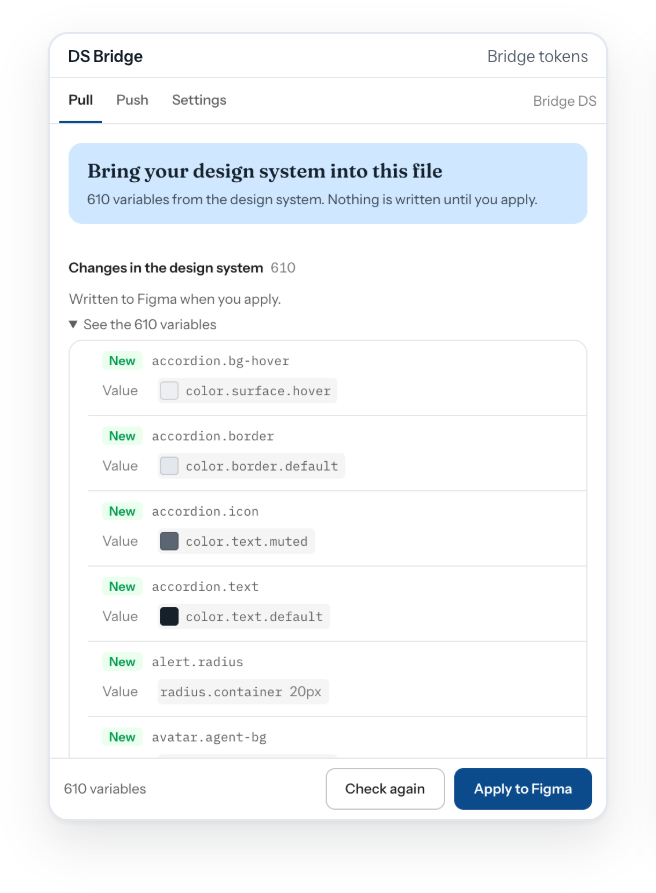 DS Bridge
Bridge tokens
Pull
Push
Settings
Bridge DS
Bring your design system into this file
610 variables from the design system. Nothing is written until you apply.
Changes in the design system 610
Written to Figma when you apply.
▼ See the 610 variables
New accordion.bg-hover
Value color.surface.hover
New accordion.border
Value color.border.default
New accordion.icon
Value color.text.muted
New accordion.text
Value color.text.default
New alert.radius
Value radius.container 20px
New avatar.agent-bg
610 variables
Check again
Apply to Figma